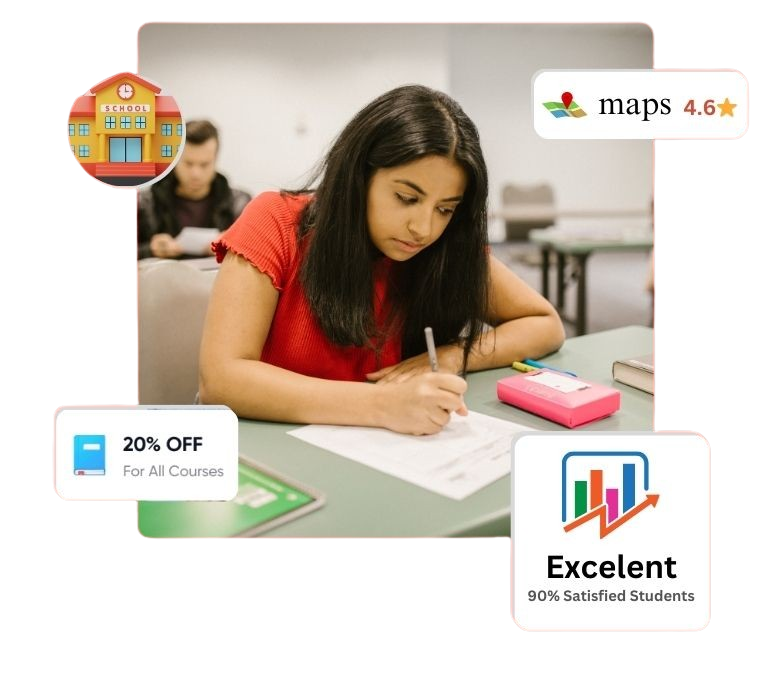 SCHOOL
maps 4.6
20% OFF
For All Courses
Excelent
90% Satisfied Students